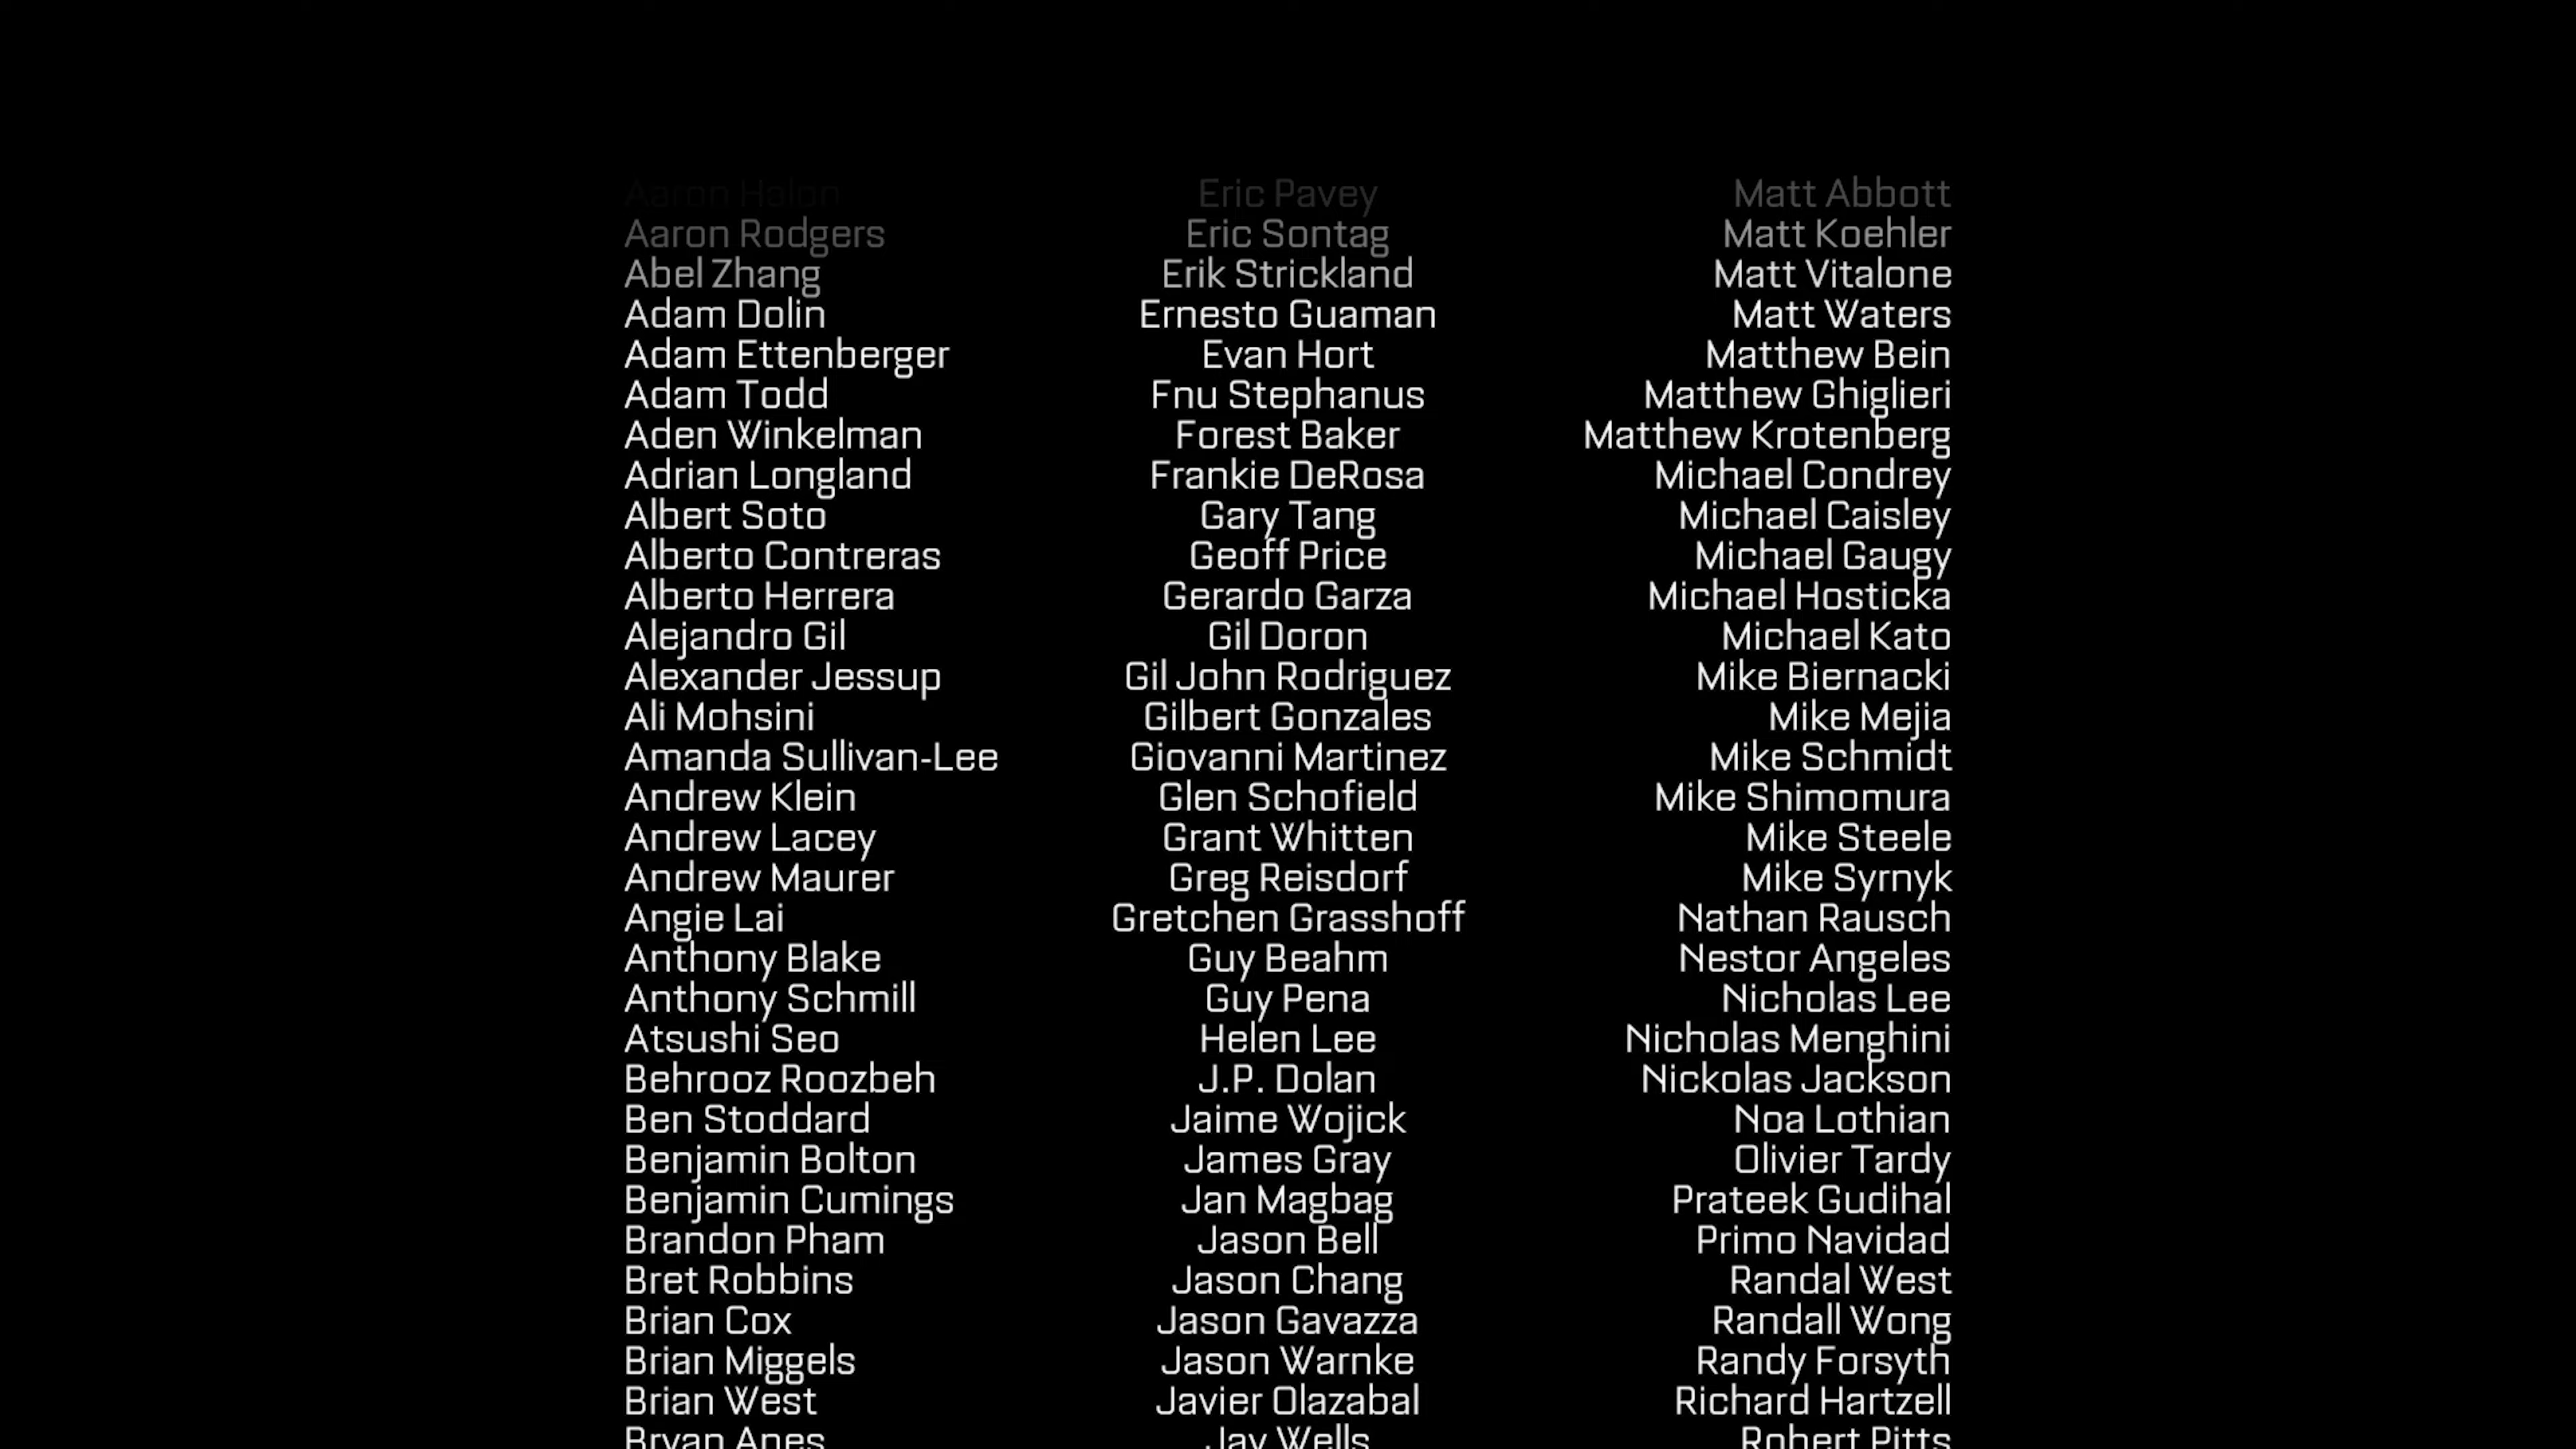 Aaron Halon
Aaron Rodgers
Abel Zhang
Adam Dolin
Adam Ettenberger
Adam Todd
Aden Winkelman
Adrian Longland
Albert Soto
Alberto Contreras
Alberto Herrera
Alejandro Gil
Alexander Jessup
Ali Mohsini
Amanda Sullivan-Lee
Andrew Klein
Andrew Lacey
Andrew Maurer
Angie Lai
Anthony Blake
Anthony Schmill
Atsushi Seo
Behrooz Roozbeh
Ben Stoddard
Benjamin Bolton
Benjamin Cumings
Brandon Pham
Bret Robbins
Brian Cox
Brian Miggels
Brian West
Bryan Anes
Eric Pavey
Eric Sontag
Erik Strickland
Ernesto Guaman
Evan Hort
Fnu Stephanus
Forest Baker
Frankie DeRosa
Gary Tang
Geoff Price
Gerardo Garza
Gil Doron
Gil John Rodriguez
Gilbert Gonzales
Giovanni Martinez
Glen Schofield
Grant Whitten
Greg Reisdorf
Gretchen Grasshoff
Guy Beahm
Guy Pena
Helen Lee
J.P. Dolan
Jaime Wojick
James Gray
Jan Magbag
Jason Bell
Jason Chang
Jason Gavazza
Jason Warnke
Javier Olazabal
Jay Wells
Matt Abbott
Matt Koehler
Matt Vitalone
Matt Waters
Matthew Bein
Matthew Ghiglieri
Matthew Krotenberg
Michael Condrey
Michael Caisley
Michael Gaugy
Michael Hosticka
Michael Kato
Mike Biernacki
Mike Mejia
Mike Schmidt
Mike Shimomura
Mike Steele
Mike Syrnyk
Nathan Rausch
Nestor Angeles
Nicholas Lee
Nicholas Menghini
Nickolas Jackson
Noa Lothian
Olivier Tardy
Prateek Gudihal
Primo Navidad
Randal West
Randall Wong
Randy Forsyth
Richard Hartzell
Robert Pitts